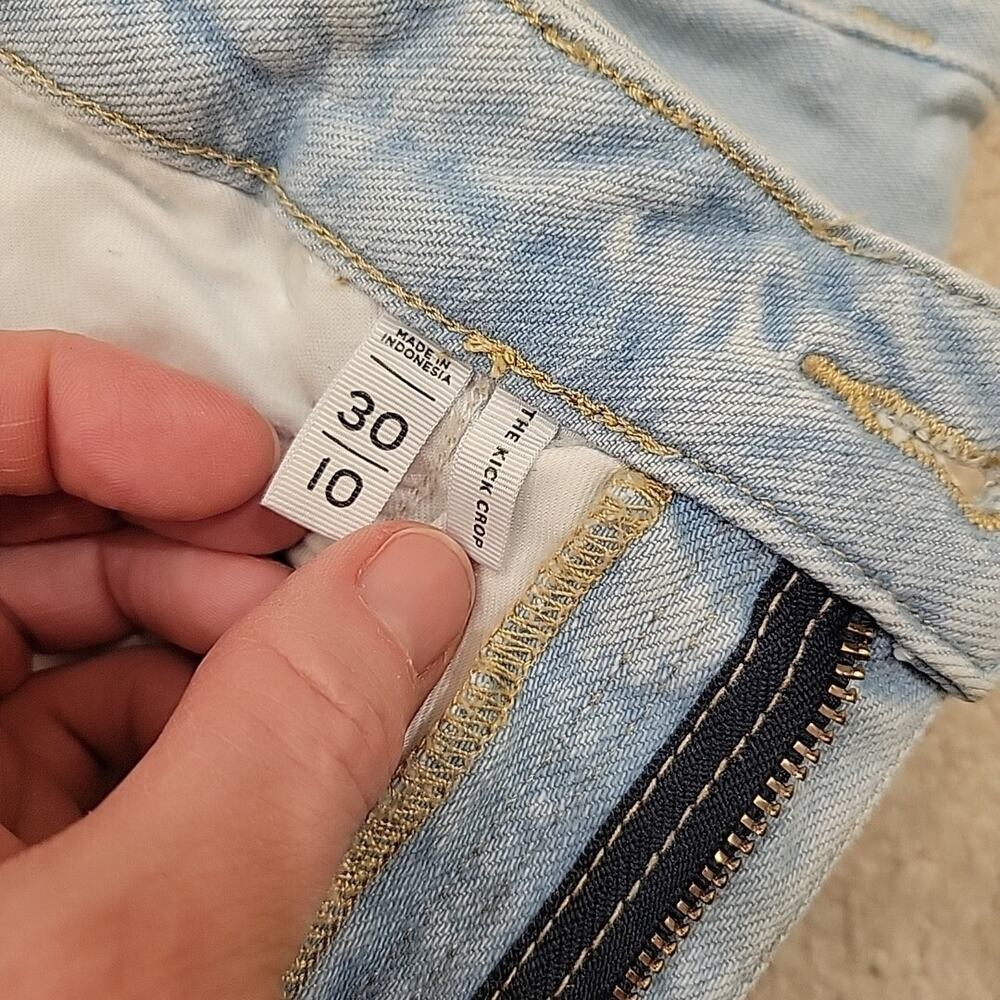 MADE IN
INDONESIA
30
10
THE KICK CROP